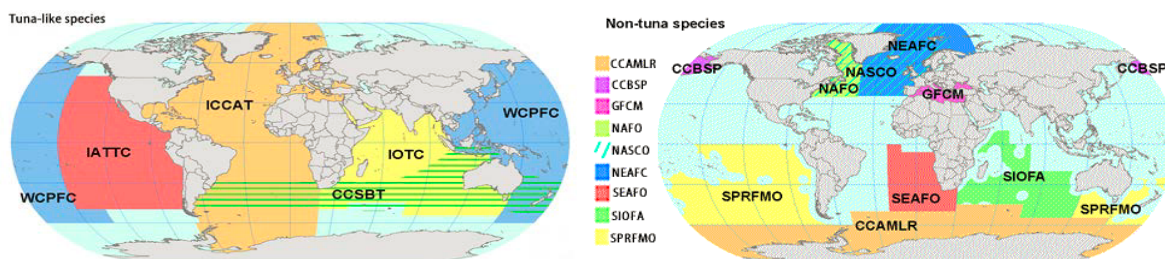 Tuna-like species
ICCAT
WCPFC
IATTC
IOTC
WCPFC
CCSBT
Non-tuna species
CCAMLR
CCBSP
GFCM
NAFO
NASCO
NEAFC
SEAFO
SIOFA
SPRFMO
NEAFC
CCBSP
CCBSP
NASCO
NAFO
GFCM
SIOFA
SPRFMO
SEAFO
SPRFMO
CCAMLR